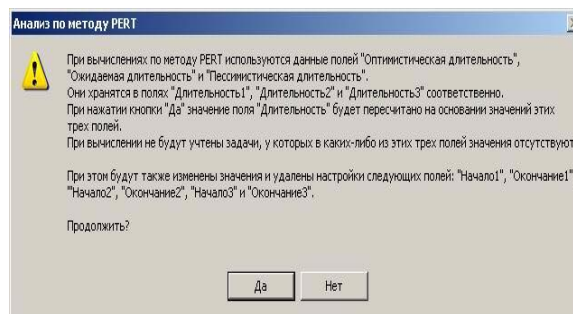 Анализ по методу PERT
При вычислениях по методу PERT используются данные полей "Оптимистическая длительность",
"Ожидаемая длительность" и "Пессимистическая длительность".
Они хранятся в полях "Длительность1", "Длительность2" и "Длительность3" соответственно.
При нажатии кнопки "Да" значение поля "Длительность" будет пересчитано на основании значений этих
трех полей.
При вычислении не будут учтены задачи, у которых в каких-либо из этих трех полей значения отсутствуют
При этом будут также изменены значения и удалены настройки следующих полей: "Начало1", "Окончание1"
"Начало2", "Окончание2", "Начало3" и "Окончание3".
Продолжить?
Да Нет